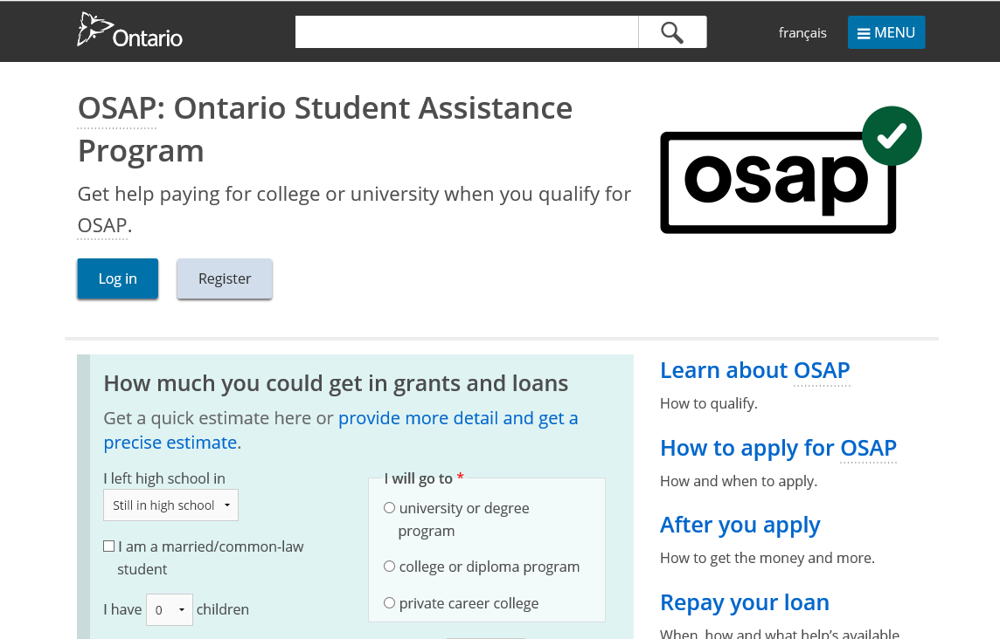 Ontario
français
MENU
OSAP: Ontario Student Assistance
Program
Get help paying for college or university when you qualify for
OSAP.
Log in
Register
osap
How much you could get in grants and loans
Get a quick estimate here or provide more detail and get a
precise estimate.
I left high school in
Still in high school
I am a married/common-law
student
I have 0 children
I will go to *
university or degree
program
college or diploma program
private career college
Learn about OSAP
How to qualify.
How to apply for OSAP
How and when to apply.
After you apply
How to get the money and more.
Repay your loan
When, how and what help's available